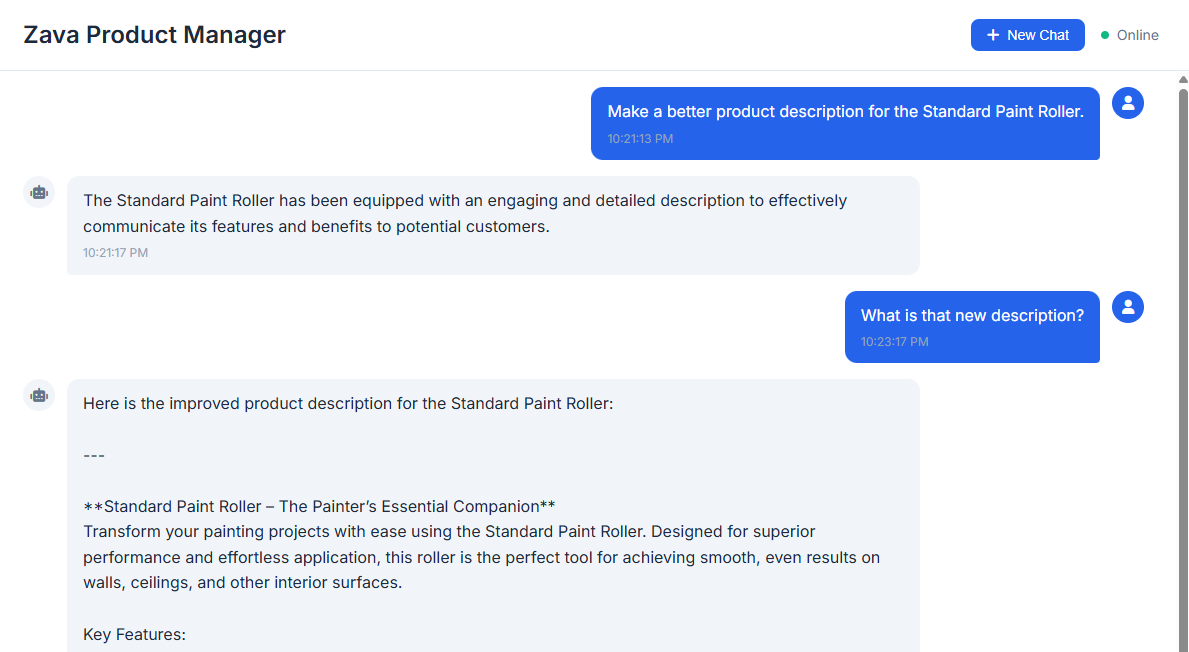 Zava Product Manager
+ New Chat
Online
Make a better product description for the Standard Paint Roller.
10:21:13 PM
The Standard Paint Roller has been equipped with an engaging and detailed description to effectively
communicate its features and benefits to potential customers.
10:21:17 PM
What is that new description?
10:23:17 PM
Here is the improved product description for the Standard Paint Roller:
---
**Standard Paint Roller – The Painter’s Essential Companion**
Transform your painting projects with ease using the Standard Paint Roller. Designed for superior
performance and effortless application, this roller is the perfect tool for achieving smooth, even results on
walls, ceilings, and other interior surfaces.
Key Features: